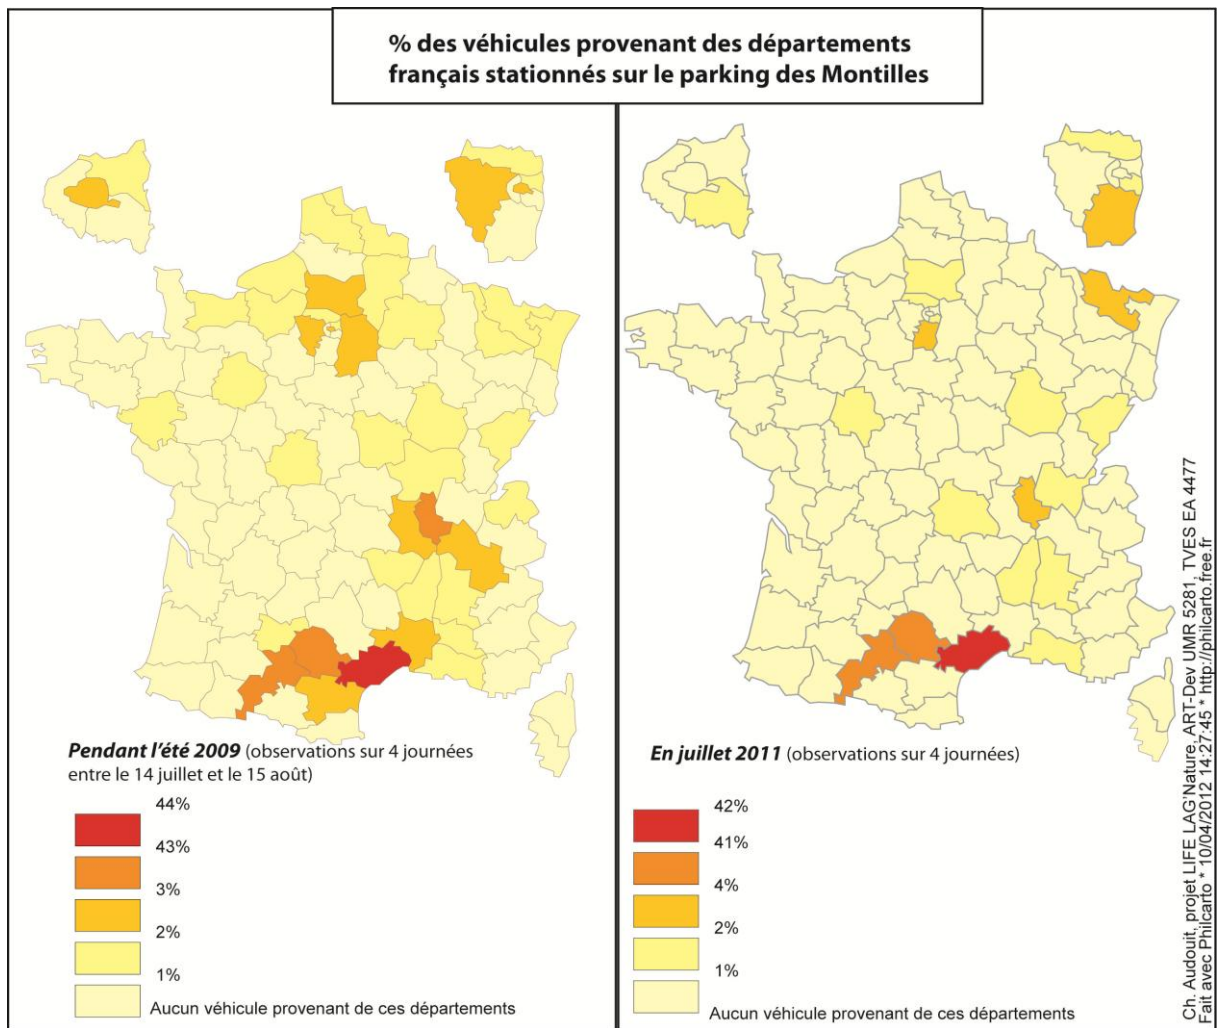 % des véhicules provenant des départements
français stationnés sur le parking des Montilles
Pendant l'été 2009 (observations sur 4 journées
entre le 14 juillet et le 15 août)
44%
43%
3%
2%
1%
Aucun véhicule provenant de ces départements
En juillet 2011 (observations sur 4 journées)
42%
41%
4%
2%
1%
Aucun véhicule provenant de ces départements
Ch. Audouit, projet LIFE LAG'Nature, ART-Dev UMR 5281, TVES EA 4477
Fait avec Philcarto * 10/04/2012 14:27:45 * http://philcarto.free.fr